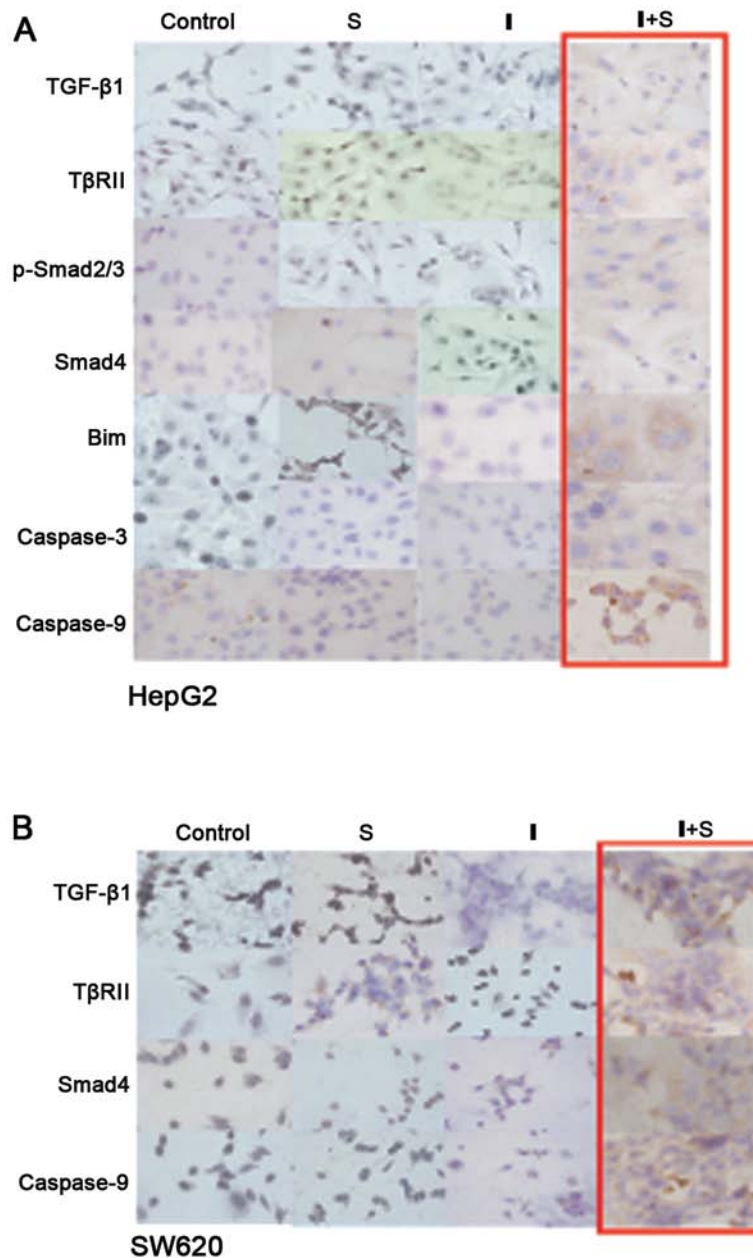 A
Control S I I+S
TGF-β1
TβRII
p-Smad2/3
Smad4
Bim
Caspase-3
Caspase-9
HepG2
B
Control S I I+S
TGF-β1
TβRII
Smad4
Caspase-9
SW620